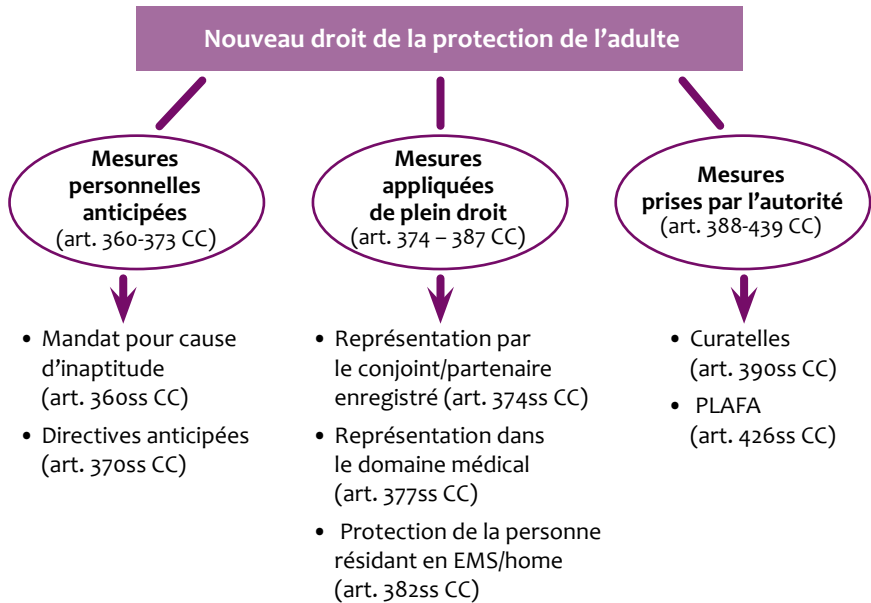 Nouveau droit de la protection de l’adulte
Mesures
personnelles
anticipées
(art. 360-373 CC)
Mesures
appliquées
de plein droit
(art. 374 – 387 CC)
Mesures
prises par l’autorité
(art. 388-439 CC)
• Mandat pour cause
d’inaptitude
(art. 360ss CC)
• Directives anticipées
(art. 370ss CC)
• Représentation par
le conjoint/partenaire
enregistré (art. 374ss CC)
• Représentation dans
le domaine médical
(art. 377ss CC)
• Protection de la personne
résidant en EMS/home
(art. 382ss CC)
• Curatelles
(art. 390ss CC)
• PLAFA
(art. 426ss CC)